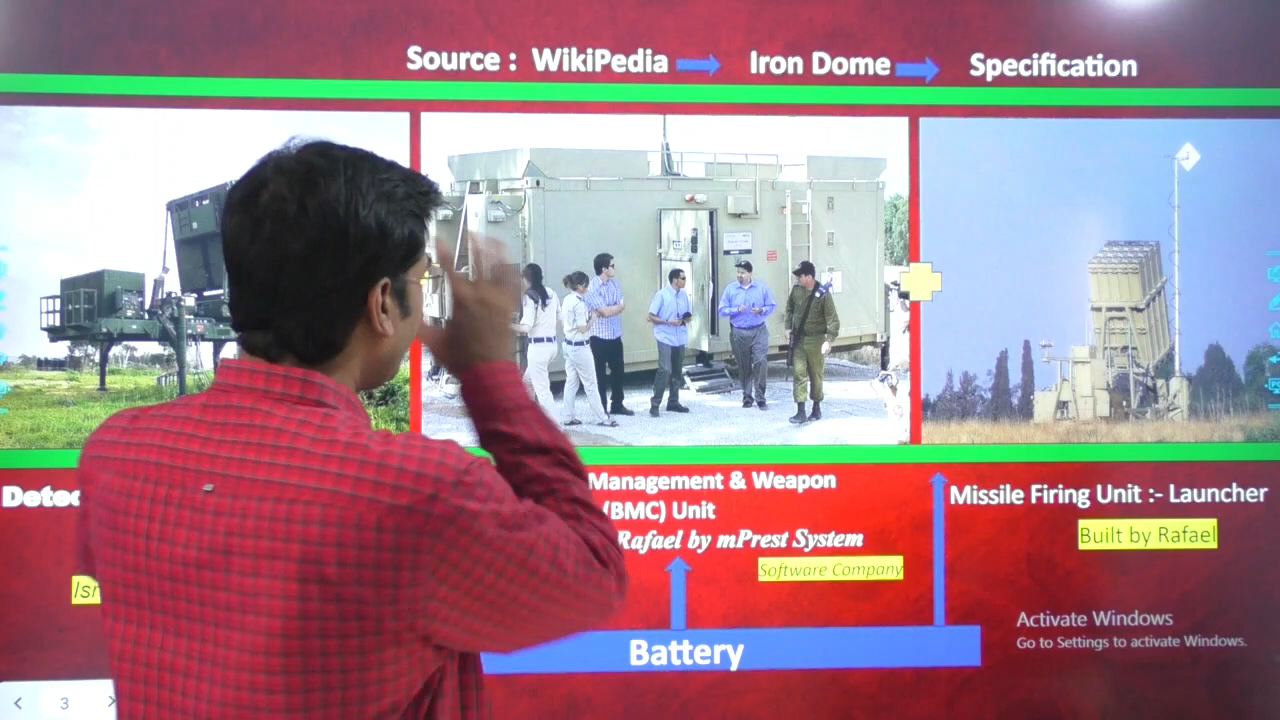 Source : WikiPedia Iron Dome Specification
Management & Weapon
(BMC) Unit
Rafael by mPrest System
Software Company
Missile Firing Unit :- Launcher
Built by Rafael
Battery
Activate Windows
Go to Settings to activate Windows.
< 3 >